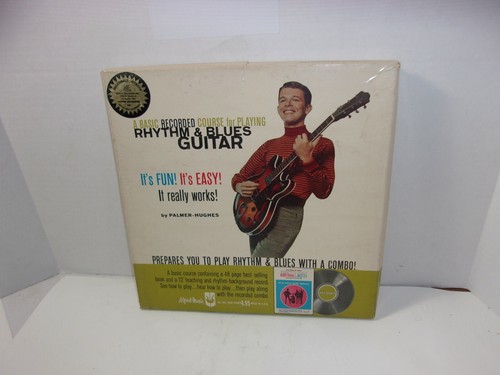 A BASIC RECORDED COURSE for PLAYING
RHYTHM & BLUES
GUITAR
It's FUN! It's EASY!
It really works!
by PALMER-HUGHES
PREPARES YOU TO PLAY RHYTHM & BLUES WITH A COMBO!
A basic course containing a 48 page best selling
book and a 12" teaching and rhythm background record.
See how to play... hear how to play... then play along
with the recorded combo.
Alfred Music